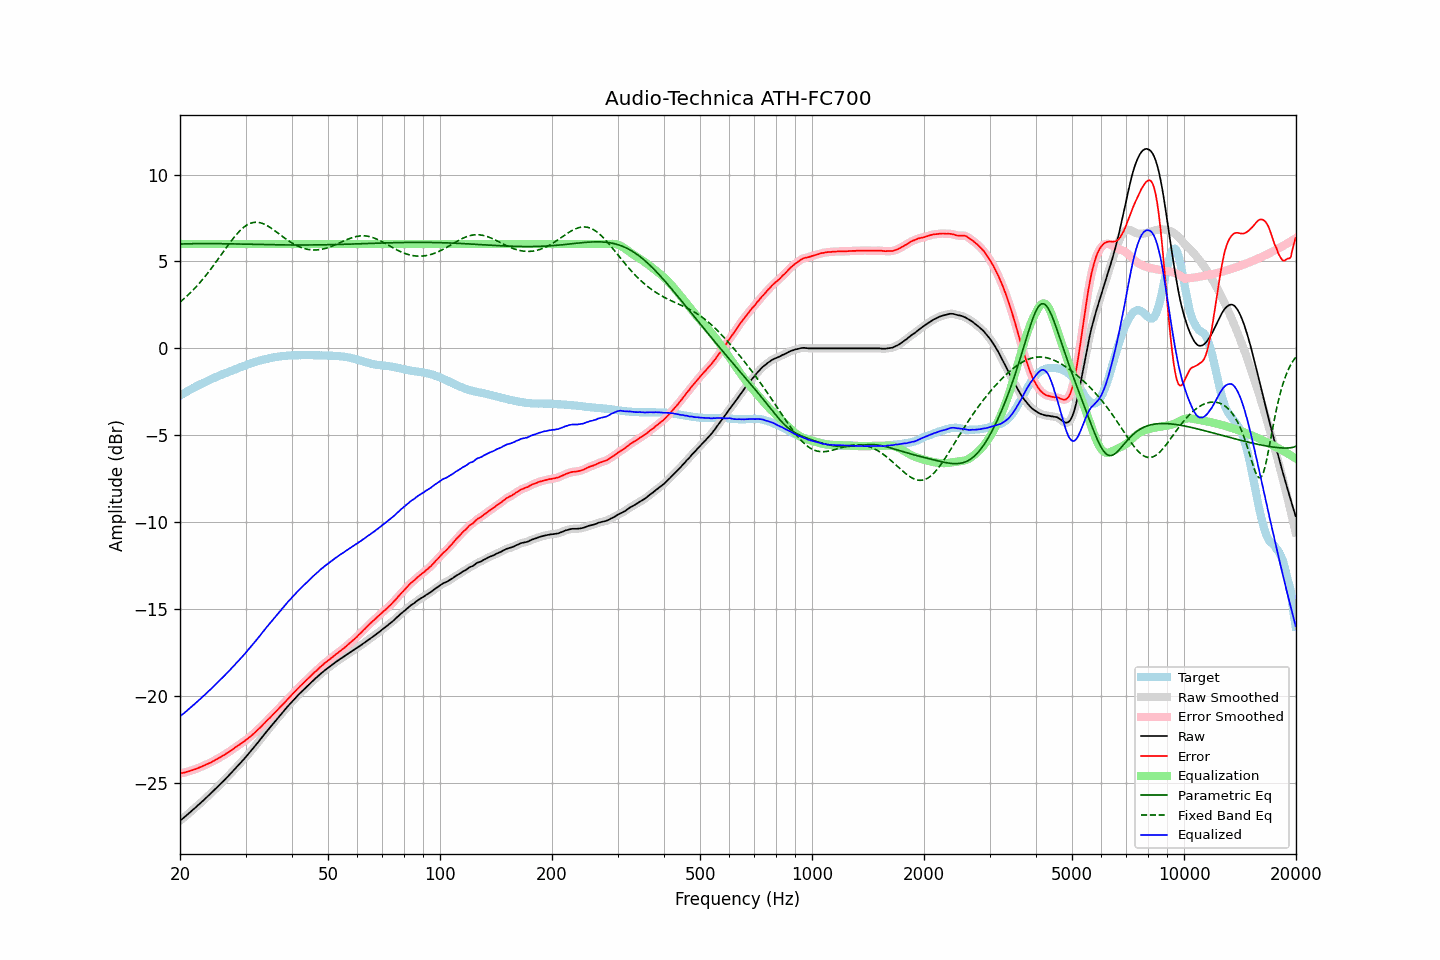 Audio-Technica ATH-FC700
Amplitude (dBr)
10
5
0
−5
−10
−15
−20
−25
20 50 100 200 500 1000 2000 5000 10000 20000
Frequency (Hz)
Target
Raw Smoothed
Error Smoothed
Raw
Error
Equalization
Parametric Eq
Fixed Band Eq
Equalized